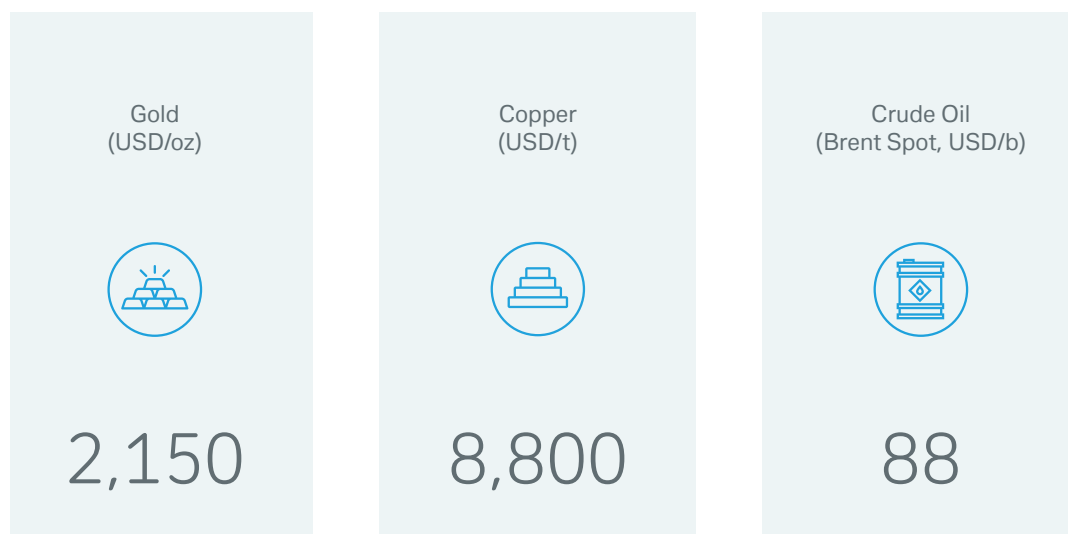 Gold
(USD/oz)
2,150
Copper
(USD/t)
8,800
Crude Oil
(Brent Spot, USD/b)
88